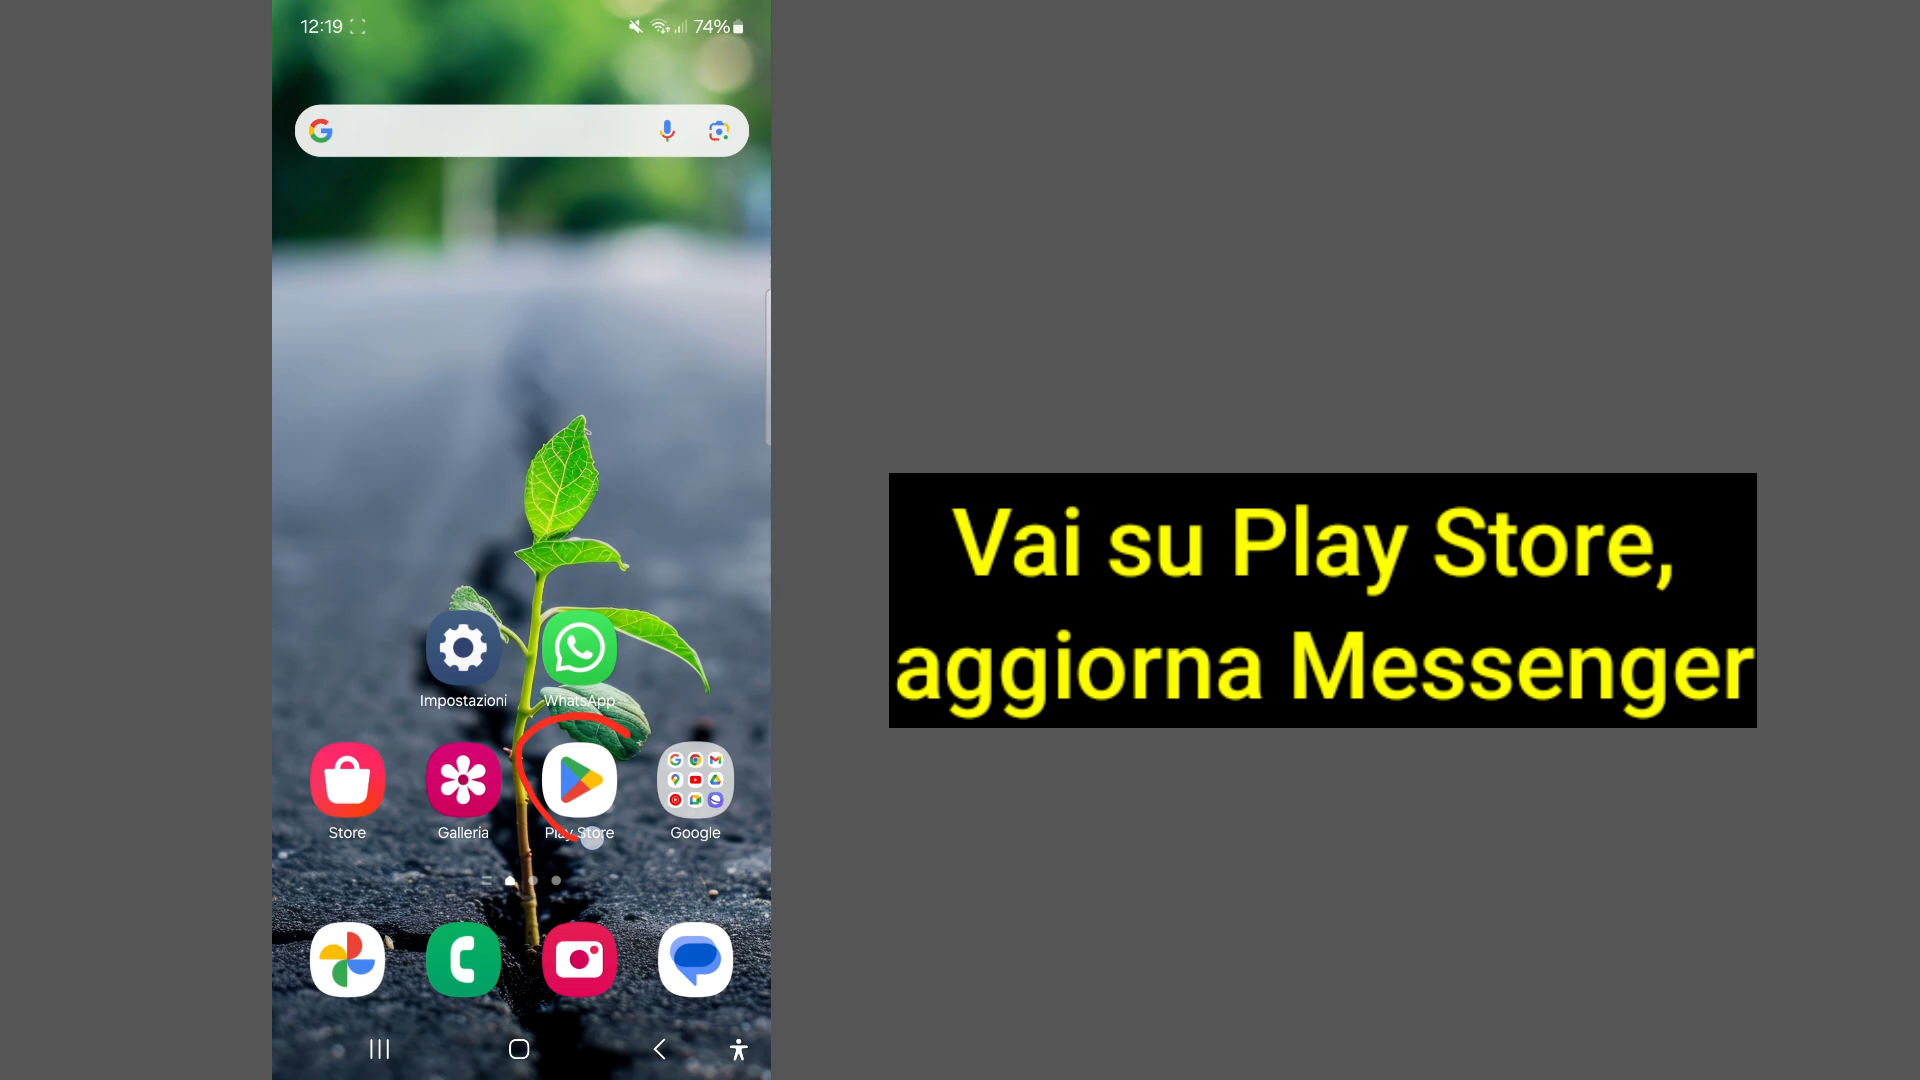 12:19
74%
Impostazioni
WhatsApp
Store
Galleria
Play Store
Google
Vai su Play Store,
aggiorna Messenger